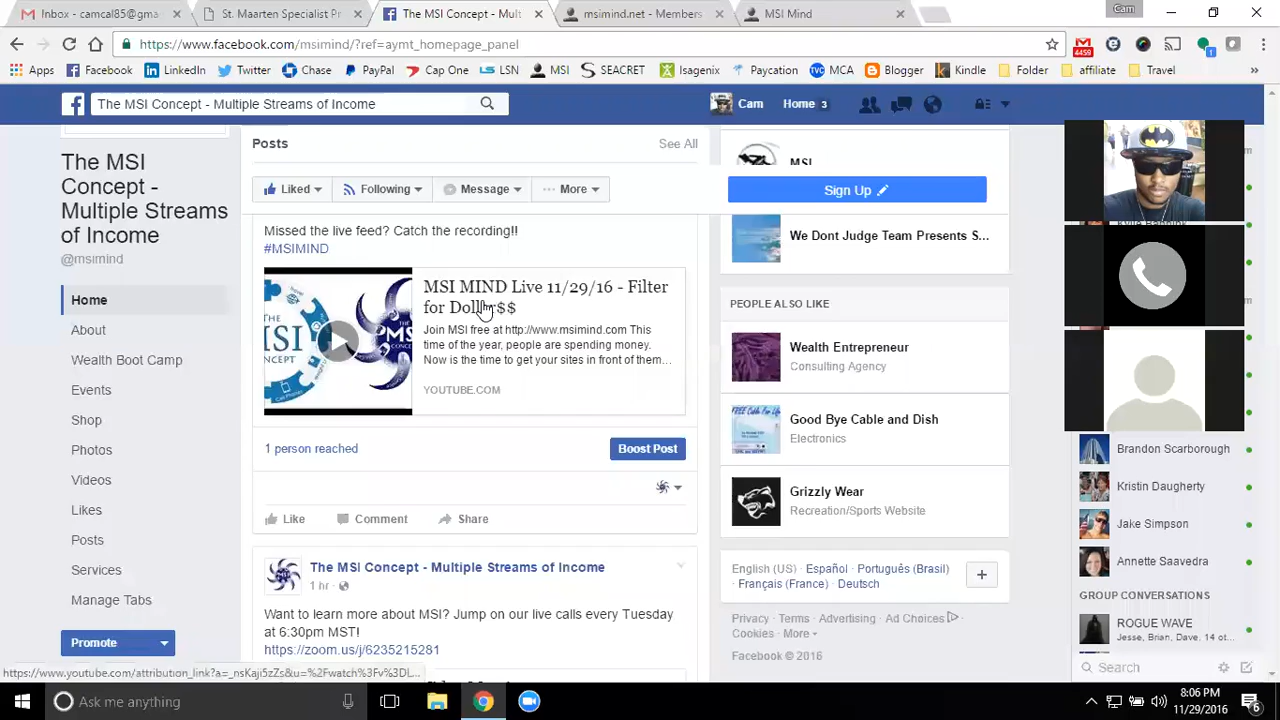 Inbox - camcal85@gma
St. Maarten Specialist Pr
The MSI Concept - Mult
msimind.net - Members
MSI Mind
Cam
https://www.facebook.com/msimind/?ref=aymt_homepage_panel
4459
1
Apps
Facebook
LinkedIn
Twitter
Chase
PayPal
Cap One
LSN
MSI
SEACRET
Isagenix
Paycation
MCA
Blogger
Kindle
Folder
affiliate
Travel
The MSI Concept - Multiple Streams of Income
Cam
Home 3
The MSI
Concept -
Multiple Streams
of Income
@msimind
Home
About
Wealth Boot Camp
Events
Shop
Photos
Videos
Likes
Posts
Services
Manage Tabs
Promote
Posts
See All
Liked
Following
Message
More
Sign Up
Missed the live feed? Catch the recording!!
#MSIMIND
MSI MIND Live 11/29/16 - Filter
Join MSI free at http://www.msimind.com This
time of the year, people are spending money.
Now is the time to get your sites in front of them...
YOUTUBE.COM
1 person reached
Boost Post
Like
Comment
Share
The MSI Concept - Multiple Streams of Income
1 hr
Want to learn more about MSI? Jump on our live calls every Tuesday
at 6:30pm MST!
https://zoom.us/j/6235215281
MSI
We Dont Judge Team Presents S...
PEOPLE ALSO LIKE
Wealth Entrepreneur
Consulting Agency
Good Bye Cable and Dish
Electronics
Grizzly Wear
Recreation/Sports Website
English (US) · Español · Português (Brasil) ·
Français (France) · Deutsch
Privacy · Terms · Advertising · Ad Choices ·
Cookies · More
Facebook © 2016
Brandon Scarborough
Kristin Daugherty
Jake Simpson
Annette Saavedra
GROUP CONVERSATIONS
ROGUE WAVE
Jesse, Brian, Dave, 14 ot...
Search
Ask me anything
8:06 PM
11/29/2016
6